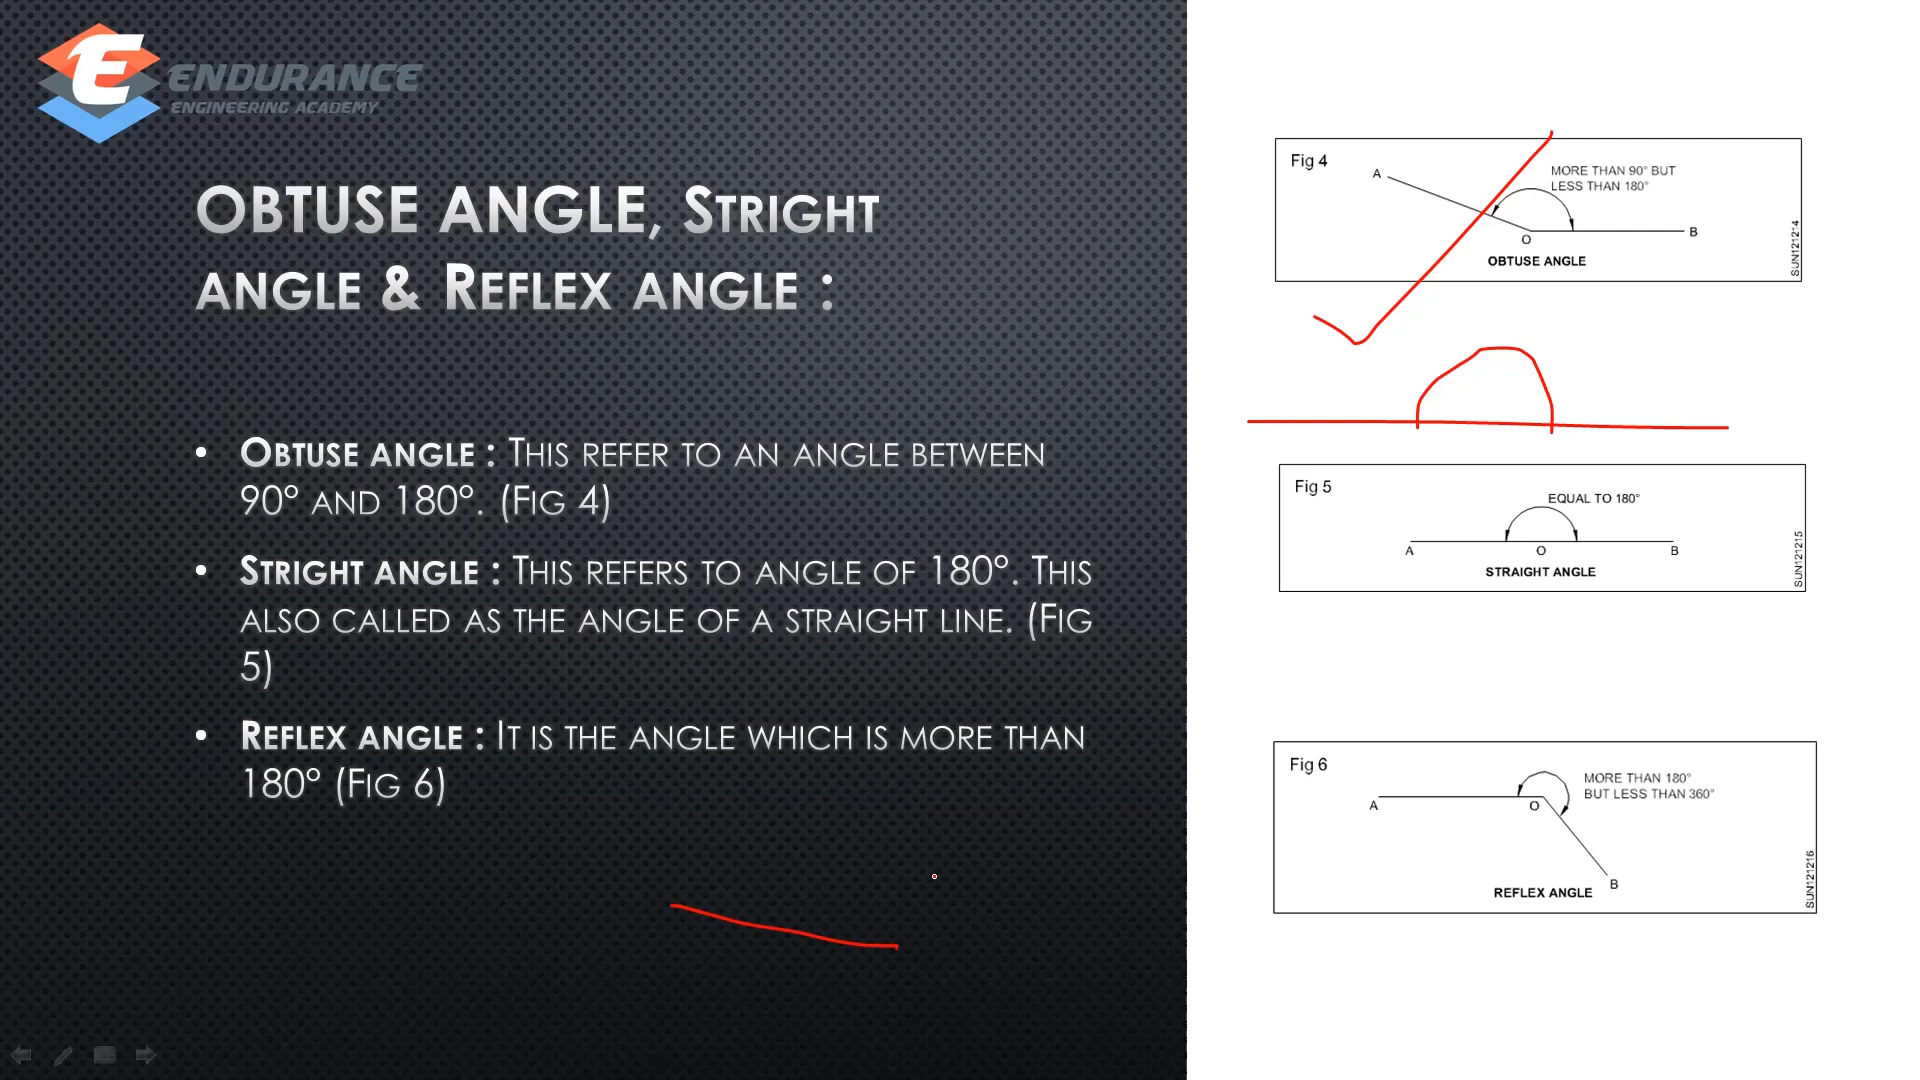 ENDURANCE
ENGINEERING ACADEMY
OBTUSE ANGLE, STRIGHT
ANGLE & REFLEX ANGLE :
• OBTUSE ANGLE : THIS REFER TO AN ANGLE BETWEEN
90° AND 180°. (FIG 4)
• STRIGHT ANGLE : THIS REFERS TO ANGLE OF 180°. THIS
ALSO CALLED AS THE ANGLE OF A STRAIGHT LINE. (FIG
5)
• REFLEX ANGLE : IT IS THE ANGLE WHICH IS MORE THAN
180° (FIG 6)
Fig 4
A
MORE THAN 90° BUT
LESS THAN 180°
O
B
OBTUSE ANGLE
SUN121214
Fig 5
EQUAL TO 180°
A
O
B
STRAIGHT ANGLE
SUN121215
Fig 6
MORE THAN 180°
BUT LESS THAN 360°
A
O
B
REFLEX ANGLE
SUN121216